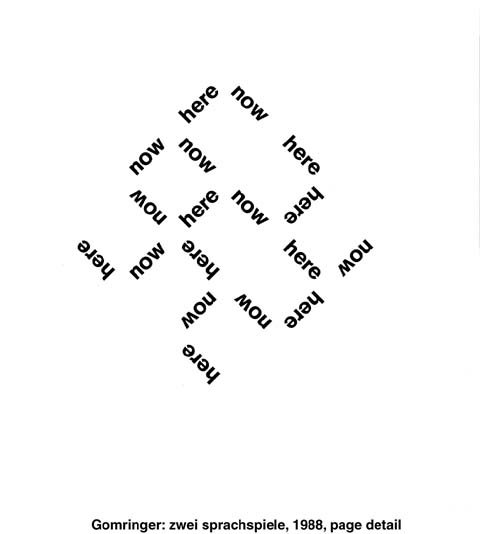 here now
now now here
now here now here
here now here here now
now now here
here
Gomringer: zwei sprachspiele, 1988, page detail